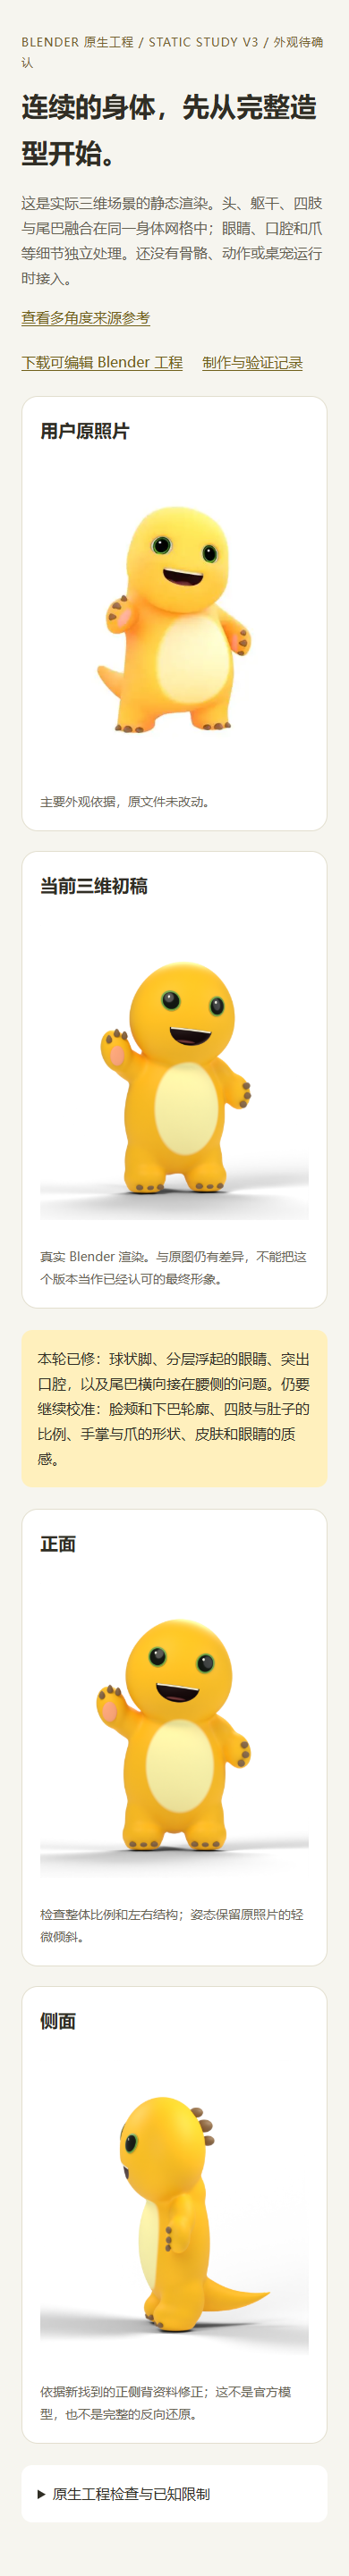 BLENDER 原生工程 / STATIC STUDY V3 / 外观待确
认
连续的身体，先从完整造
型开始。
这是实际三维场景的静态渲染。头、躯干、四肢
与尾巴融合在同一身体网格中；眼睛、口腔和爪
等细节独立处理。还没有骨骼、动作或桌宠运行
时接入。
查看多角度来源参考
下载可编辑 Blender 工程 制作与验证记录
用户原照片
主要外观依据，原文件未改动。
当前三维初稿
真实 Blender 渲染。与原图仍有差异，不能把这
个版本当作已经认可的最终形象。
本轮已修：球状脚、分层浮起的眼睛、突出
口腔，以及尾巴横向接在腰侧的问题。仍要
继续校准：脸颊和下巴轮廓、四肢与肚子的
比例、手掌与爪的形状、皮肤和眼睛的质
感。
正面
检查整体比例和左右结构；姿态保留原照片的轻
微倾斜。
侧面
依据新找到的正侧背资料修正；这不是官方模
型，也不是完整的反向还原。
原生工程检查与已知限制